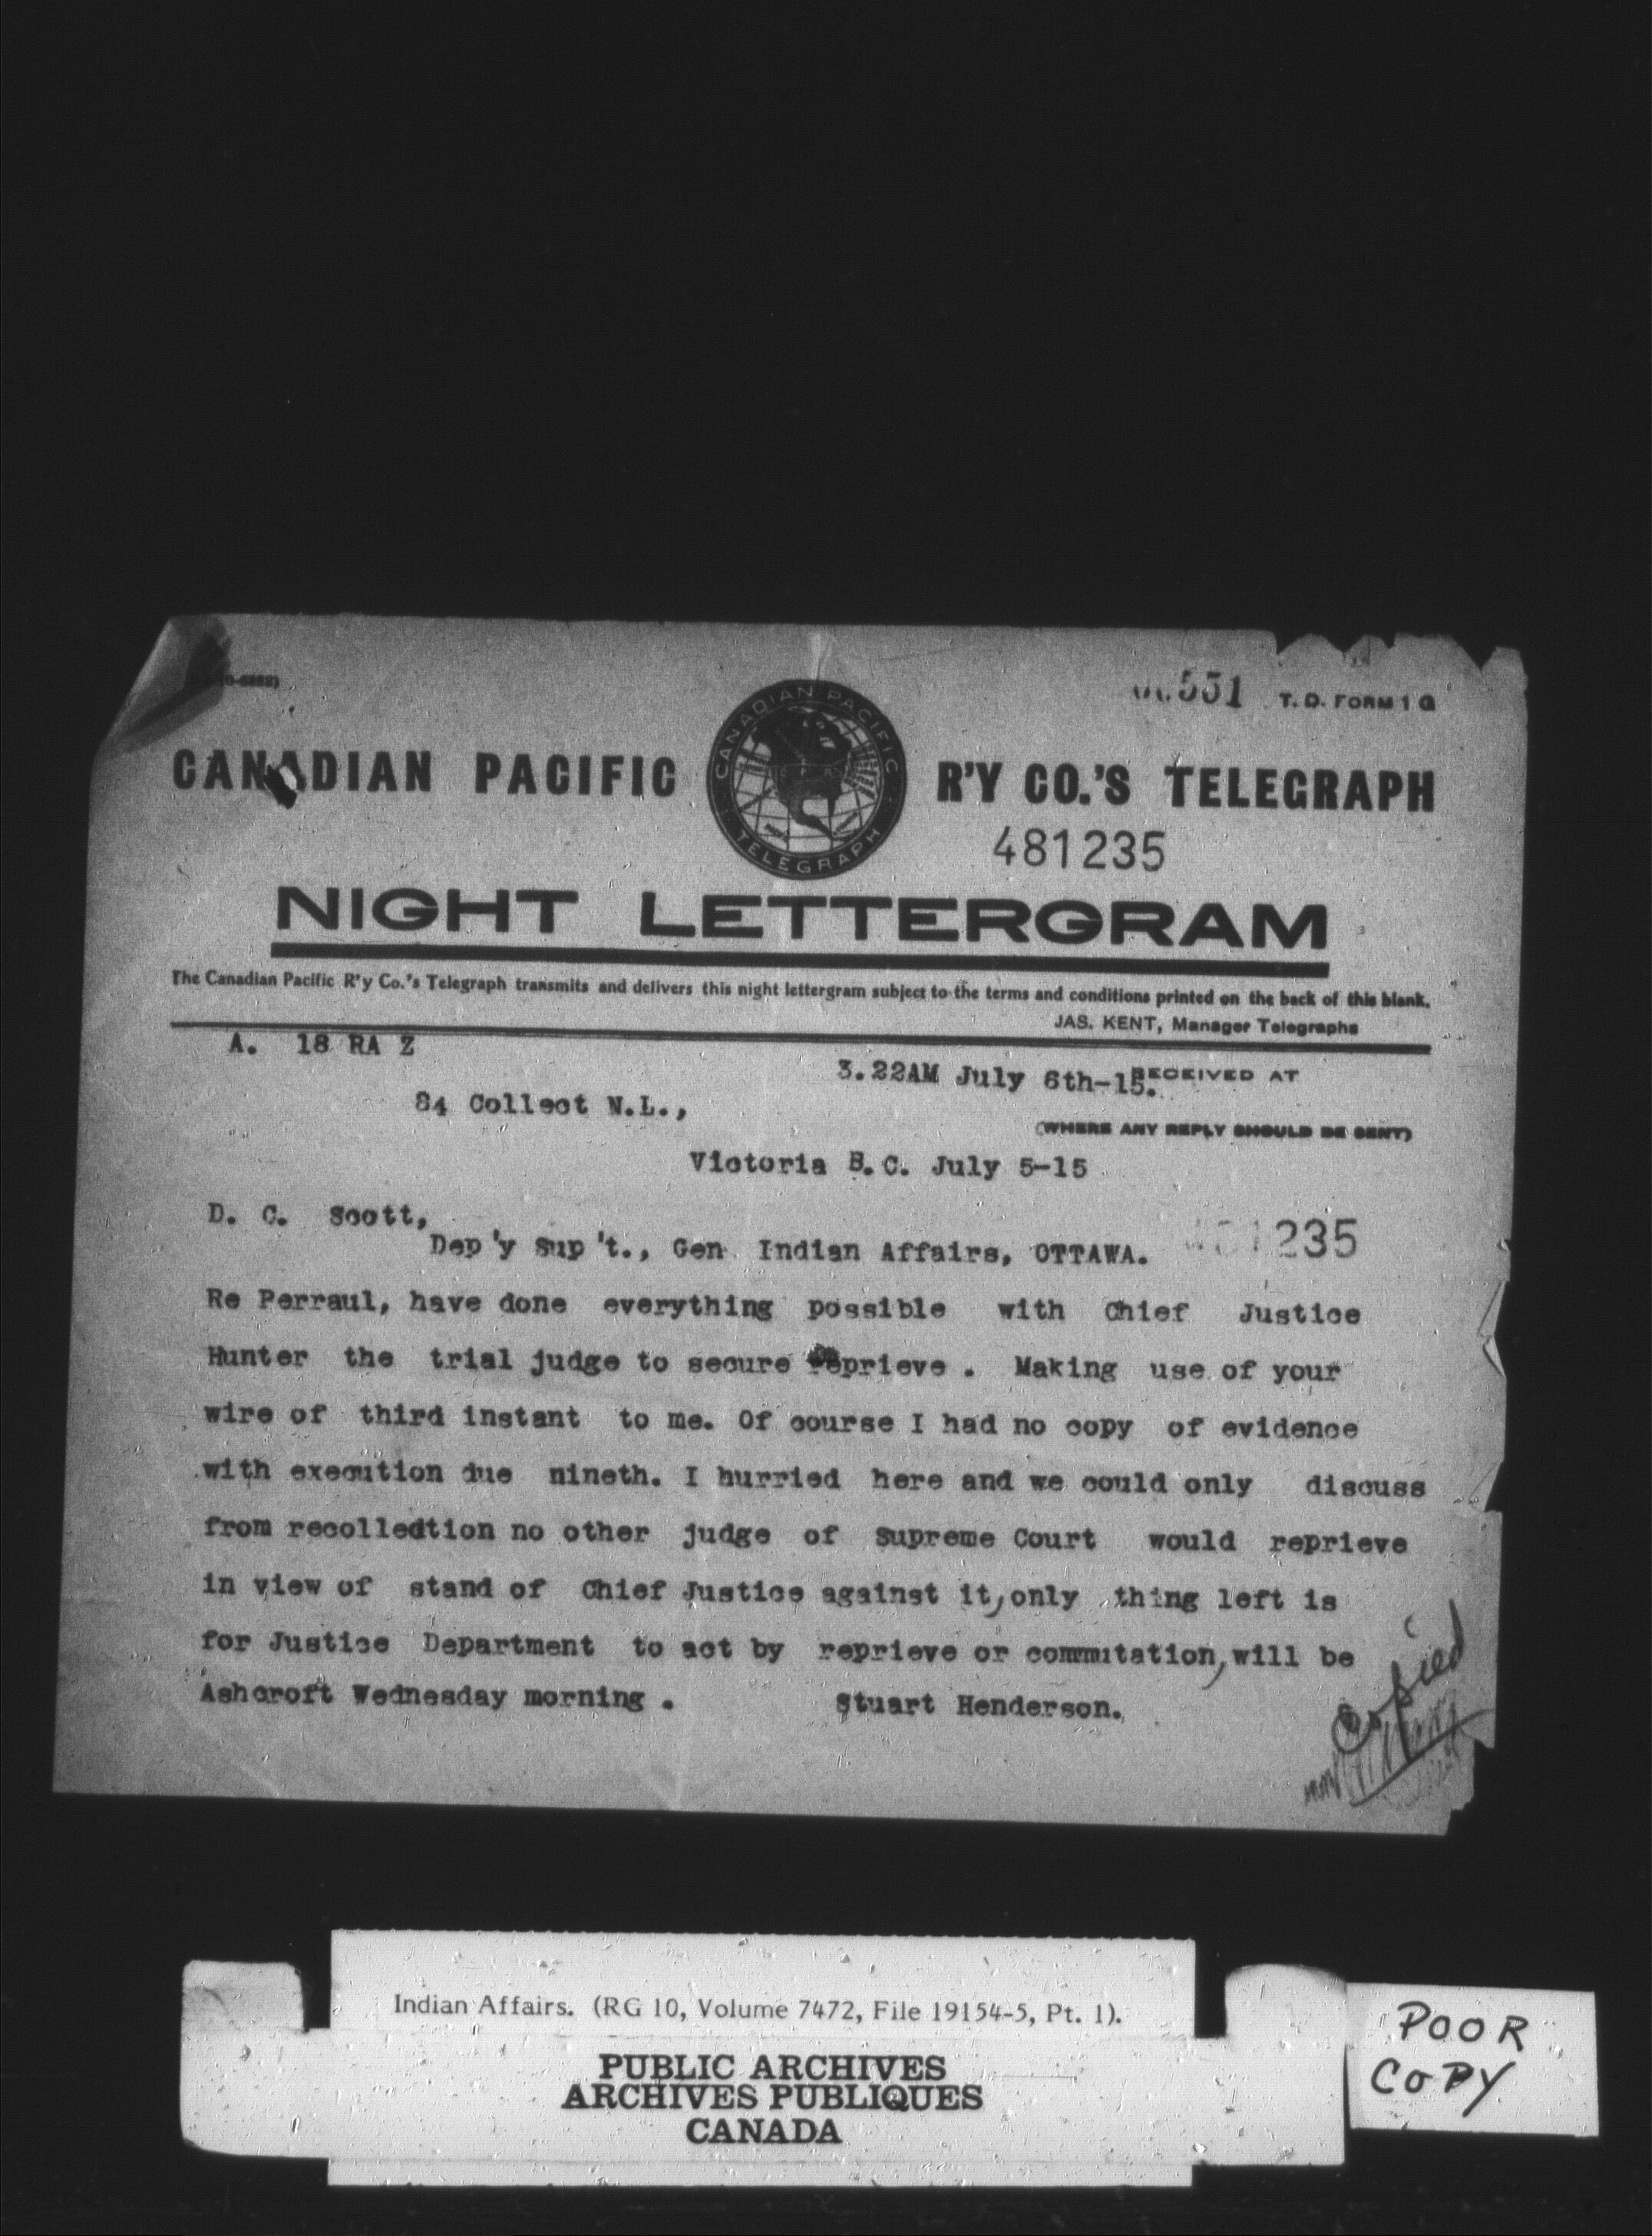 551 T. D. FORM 1 G
CANADIAN PACIFIC R'Y CO.'S TELEGRAPH
CANADIAN PACIFIC
TELEGRAPH
481235
NIGHT LETTERGRAM
The Canadian Pacific R'y Co.'s Telegraph transmits and delivers this night lettergram subject to the terms and conditions printed on the back of this blank.
JAS. KENT, Manager Telegraphs
A. 18 RA Z
3.22AM July 6th-15. RECEIVED AT
84 Collect N.L.,
(WHERE ANY REPLY SHOULD BE SENT)
Victoria B.C. July 5-15
D. C. Scott,
481235
Dep'y Sup't., Gen Indian Affairs, OTTAWA.
Re Perraul, have done everything possible with Chief Justice
Hunter the trial judge to secure reprieve . Making use of your
wire of third instant to me. Of course I had no copy of evidence
with execution due nineth. I hurried here and we could only discuss
from recolledtion no other judge of Supreme Court would reprieve
in view of stand of Chief Justice against it, only thing left is
for Justice Department to act by reprieve or commutation, will be
Ashcroft Wednesday morning . Stuart Henderson.
Copied
Indian Affairs. (RG 10, Volume 7472, File 19154-5, Pt. 1).
PUBLIC ARCHIVES
ARCHIVES PUBLIQUES
CANADA
POOR
COPY